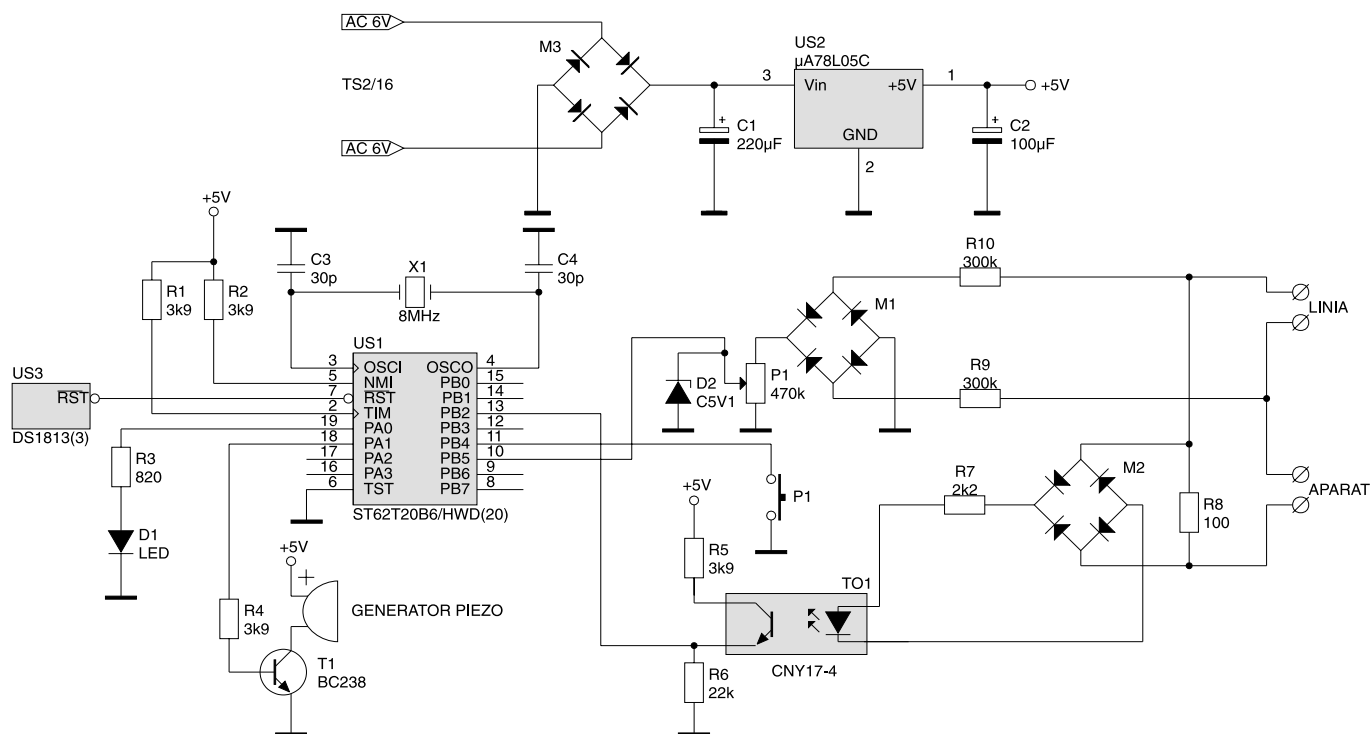 AC 6V
M3
TS2/16
AC 6V
US2
µA78L05C
3
Vin
+5V
1
GND
2
+5V
C1
220µF
C2
100µF
+5V
R1
3k9
R2
3k9
C3
30p
X1
8MHz
C4
30p
R10
300k
M1
LINIA
US3
RST
DS1813(3)
US1
3 OSCI OSCO 4
5 NMI PB0 15
7 RST PB1 14
2 TIM PB2 13
19 PA0 PB3 12
18 PA1 PB4 11
17 PA2 PB5 10
16 PA3 PB6 9
6 TST PB7 8
ST62T20B6/HWD(20)
D2
C5V1
P1
470k
R9
300k
R3
820
D1
LED
P1
R7
2k2
M2
R8
100
APARAT
+5V
R5
3k9
+5V
+
GENERATOR PIEZO
R4
3k9
T1
BC238
TO1
CNY17-4
R6
22k